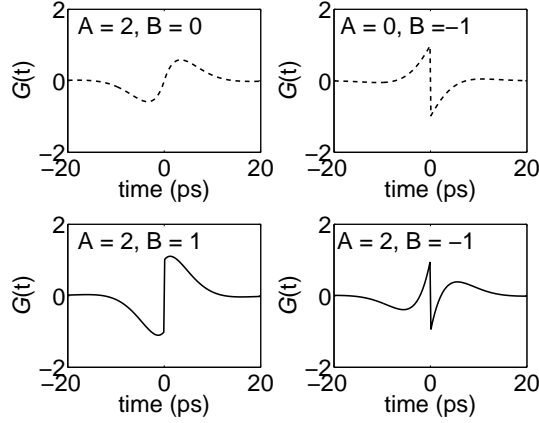 2
A = 2, B = 0
G(t)
0
−2
−20
0
20
time (ps)
2
A = 0, B =−1
G(t)
0
−2
−20
0
20
time (ps)
2
A = 2, B = 1
G(t)
0
−2
−20
0
20
time (ps)
2
A = 2, B = −1
G(t)
0
−2
−20
0
20
time (ps)